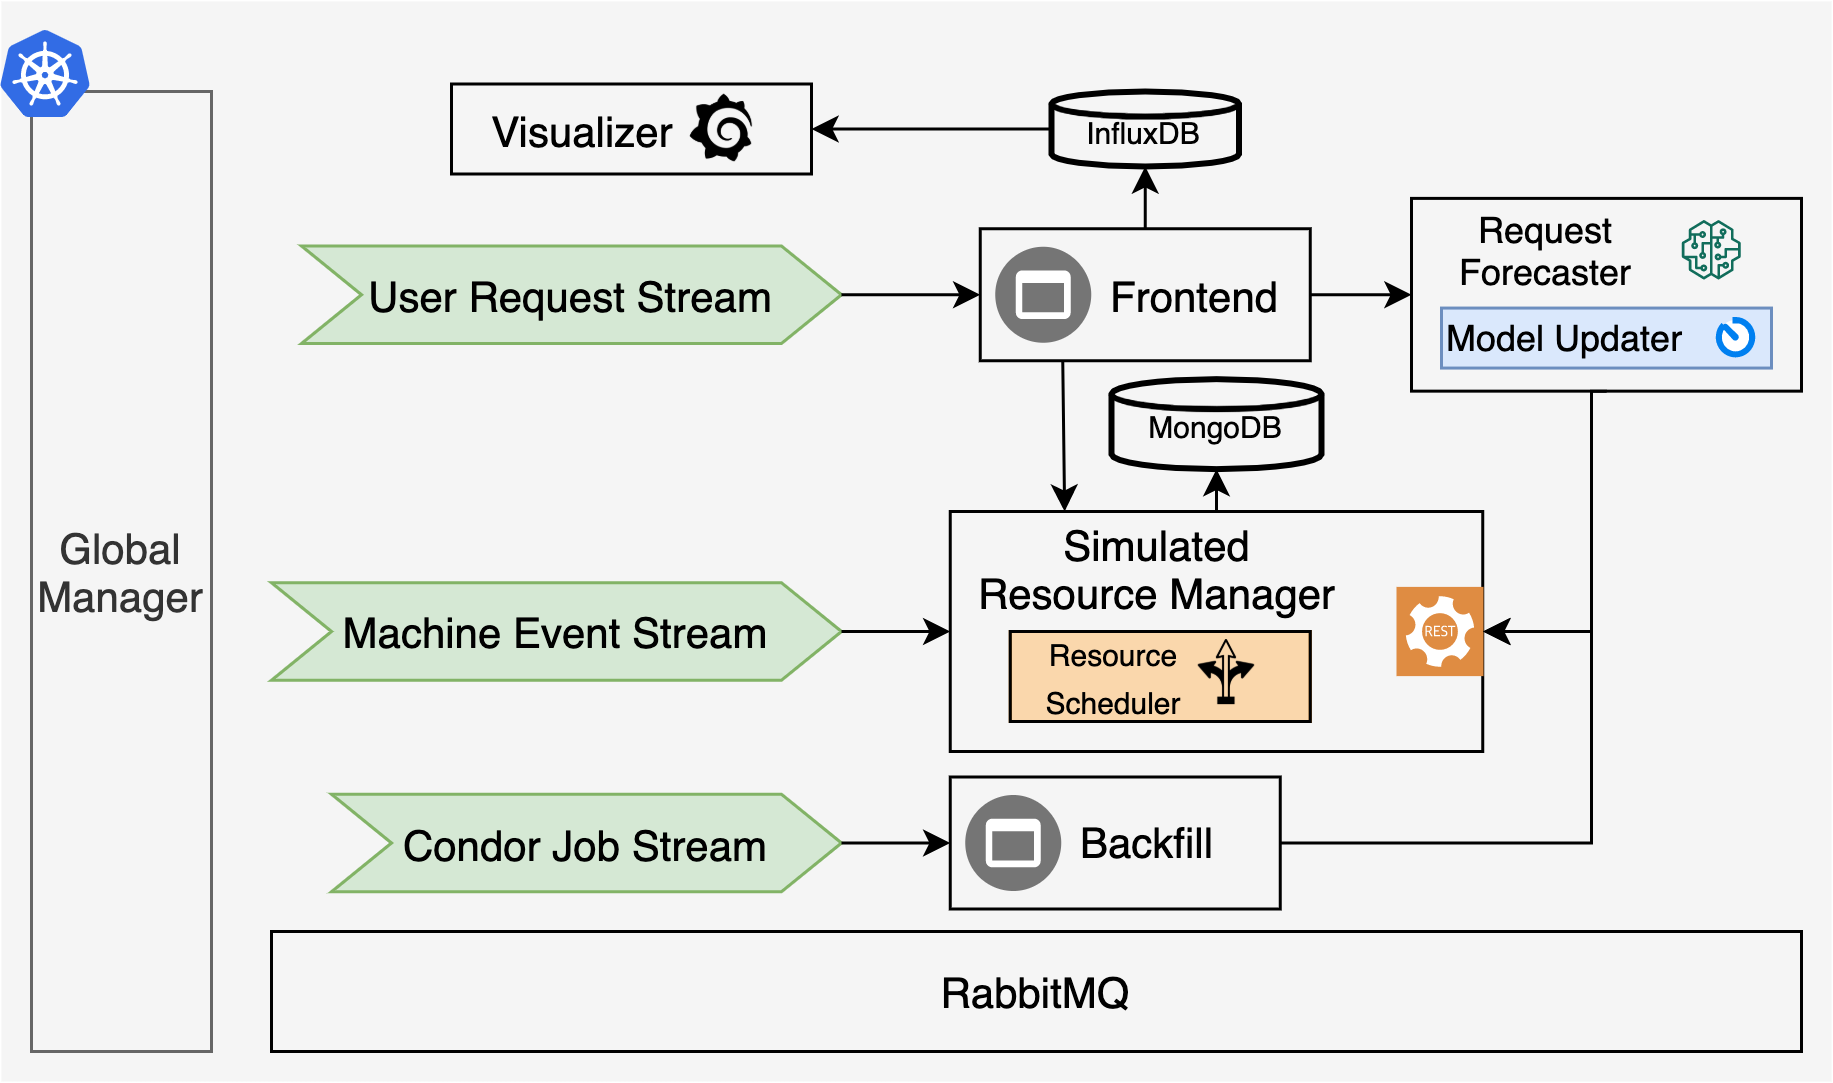 Visualizer
InfluxDB
Request
Forecaster
User Request Stream
Frontend
Model Updater
MongoDB
Global
Manager
Simulated
Resource Manager
Machine Event Stream
REST
Resource
Scheduler
Condor Job Stream
Backfill
RabbitMQ